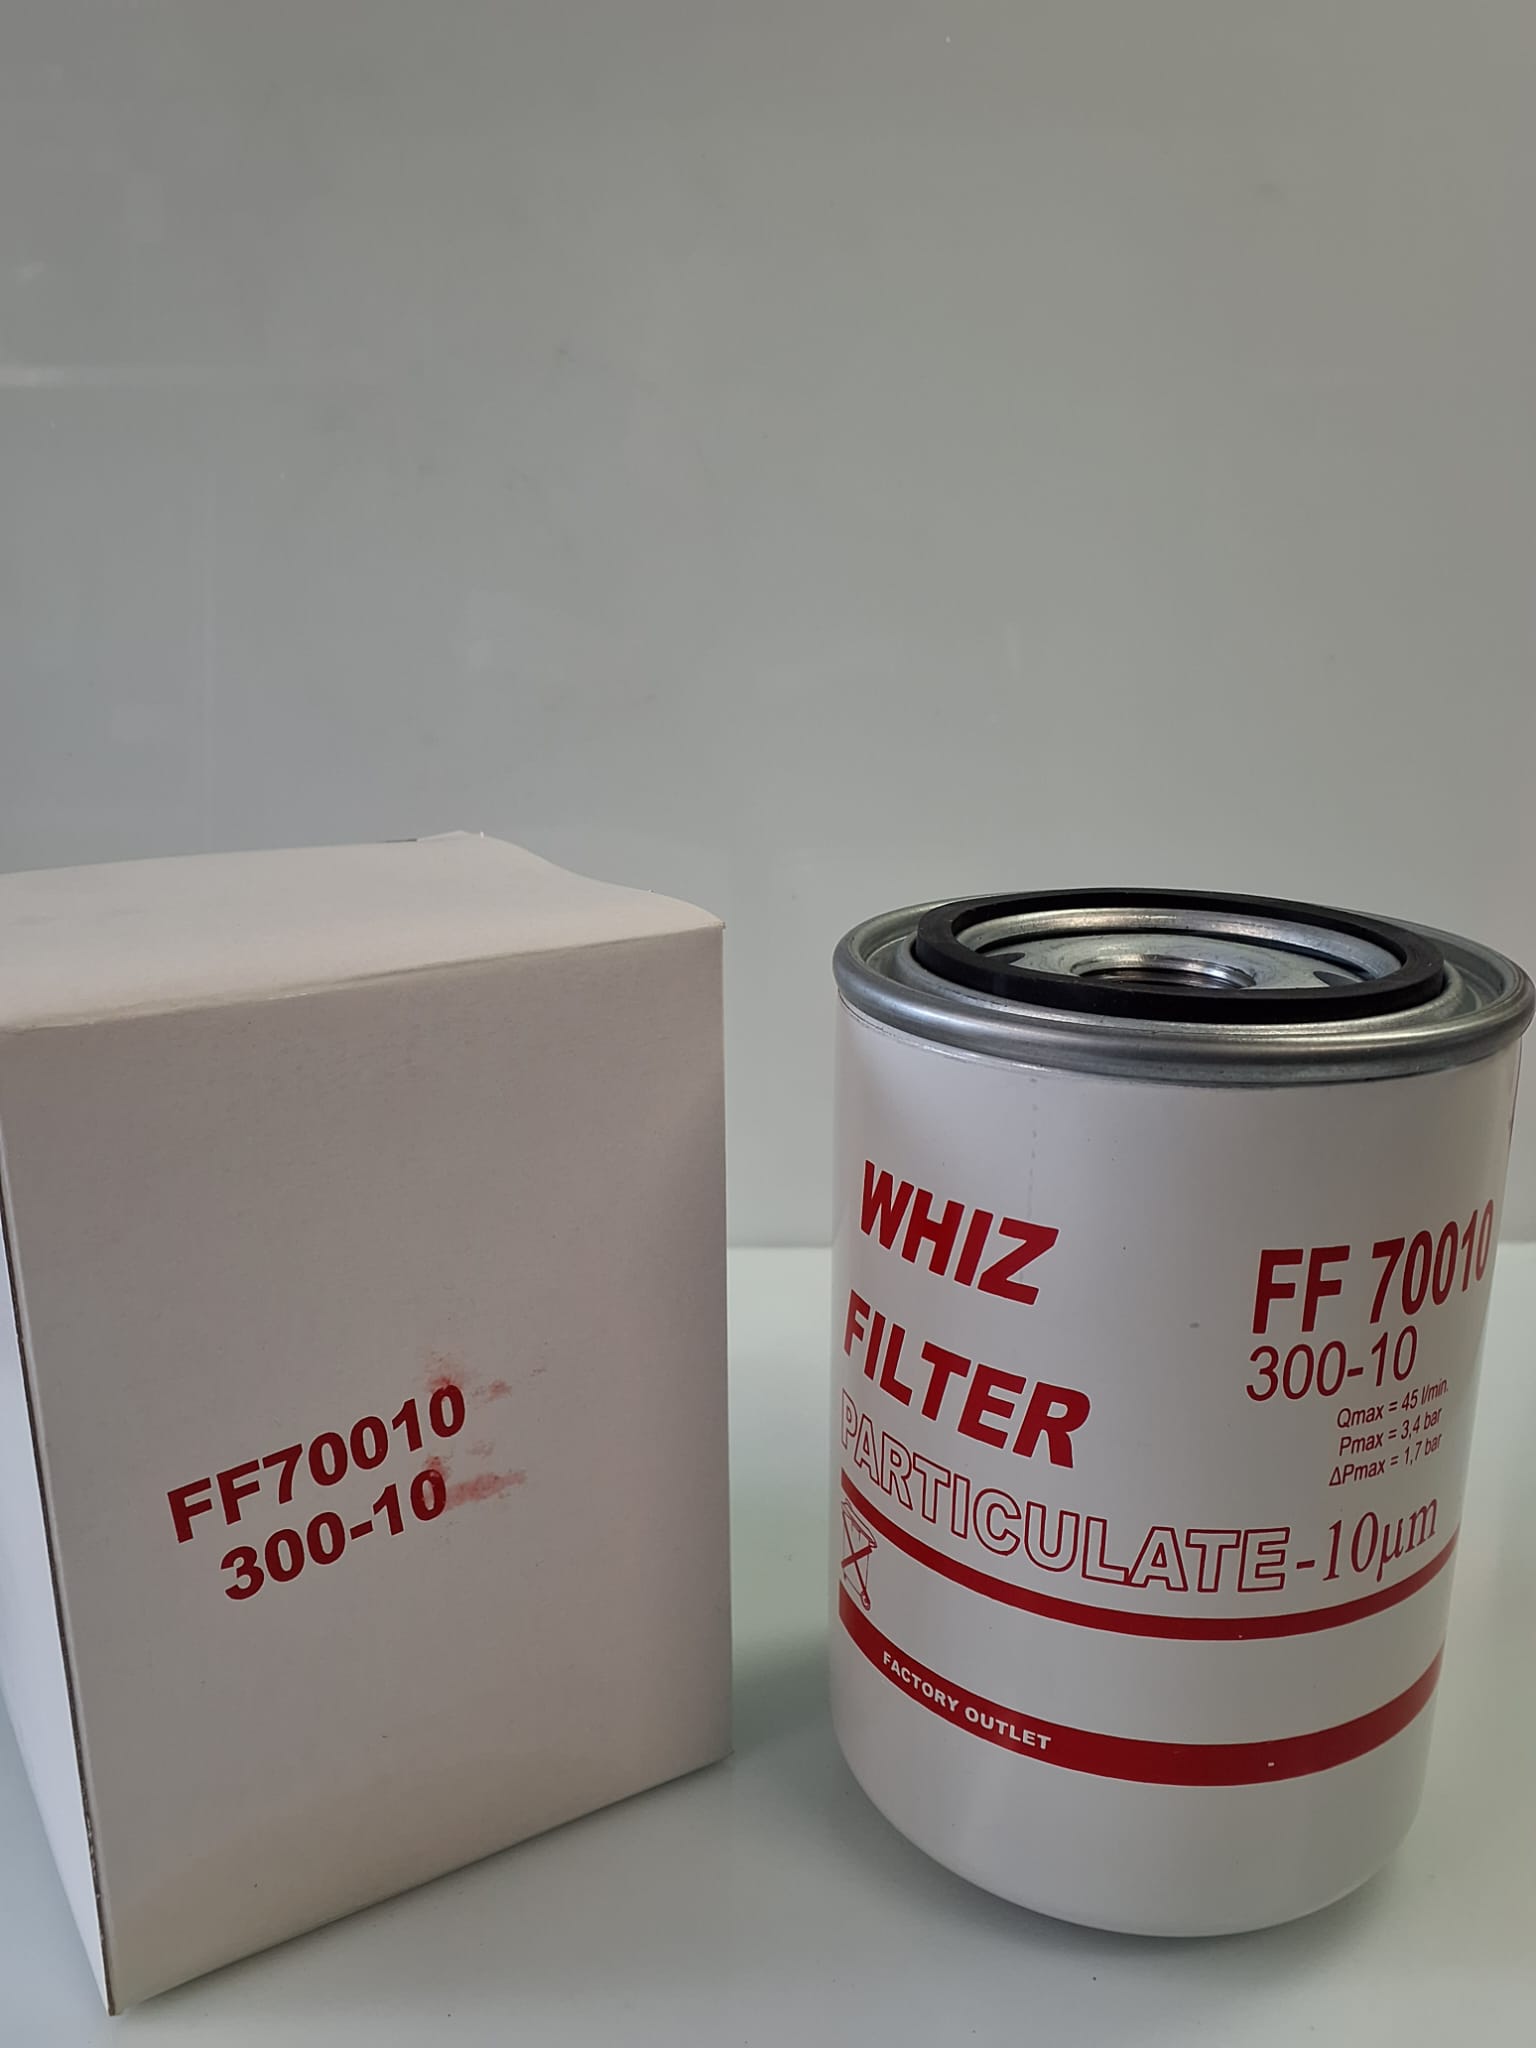 FF70010
300-10
WHIZ
FILTER
FF 70010
300-10
Qmax = 45 l/min.
Pmax = 3,4 bar
ΔPmax = 1,7 bar
PARTICULATE -10µm
FACTORY OUTLET